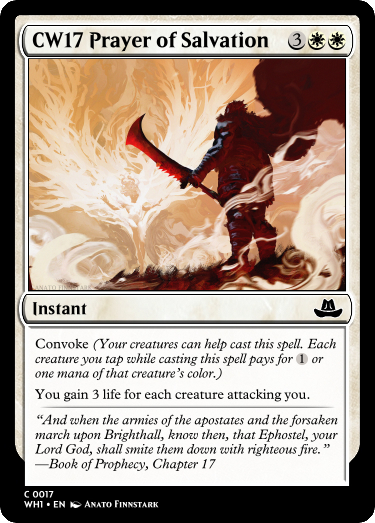 CW17 Prayer of Salvation 3
Instant
Convoke (Your creatures can help cast this spell. Each
creature you tap while casting this spell pays for 1 or
one mana of that creature's color.)
You gain 3 life for each creature attacking you.
"And when the armies of the apostates and the forsaken
march upon Brighthall, know then, that Ephostel, your
Lord God, shall smite them down with righteous fire."
—Book of Prophecy, Chapter 17
C 0017
WH1 • EN Anato Finnstark